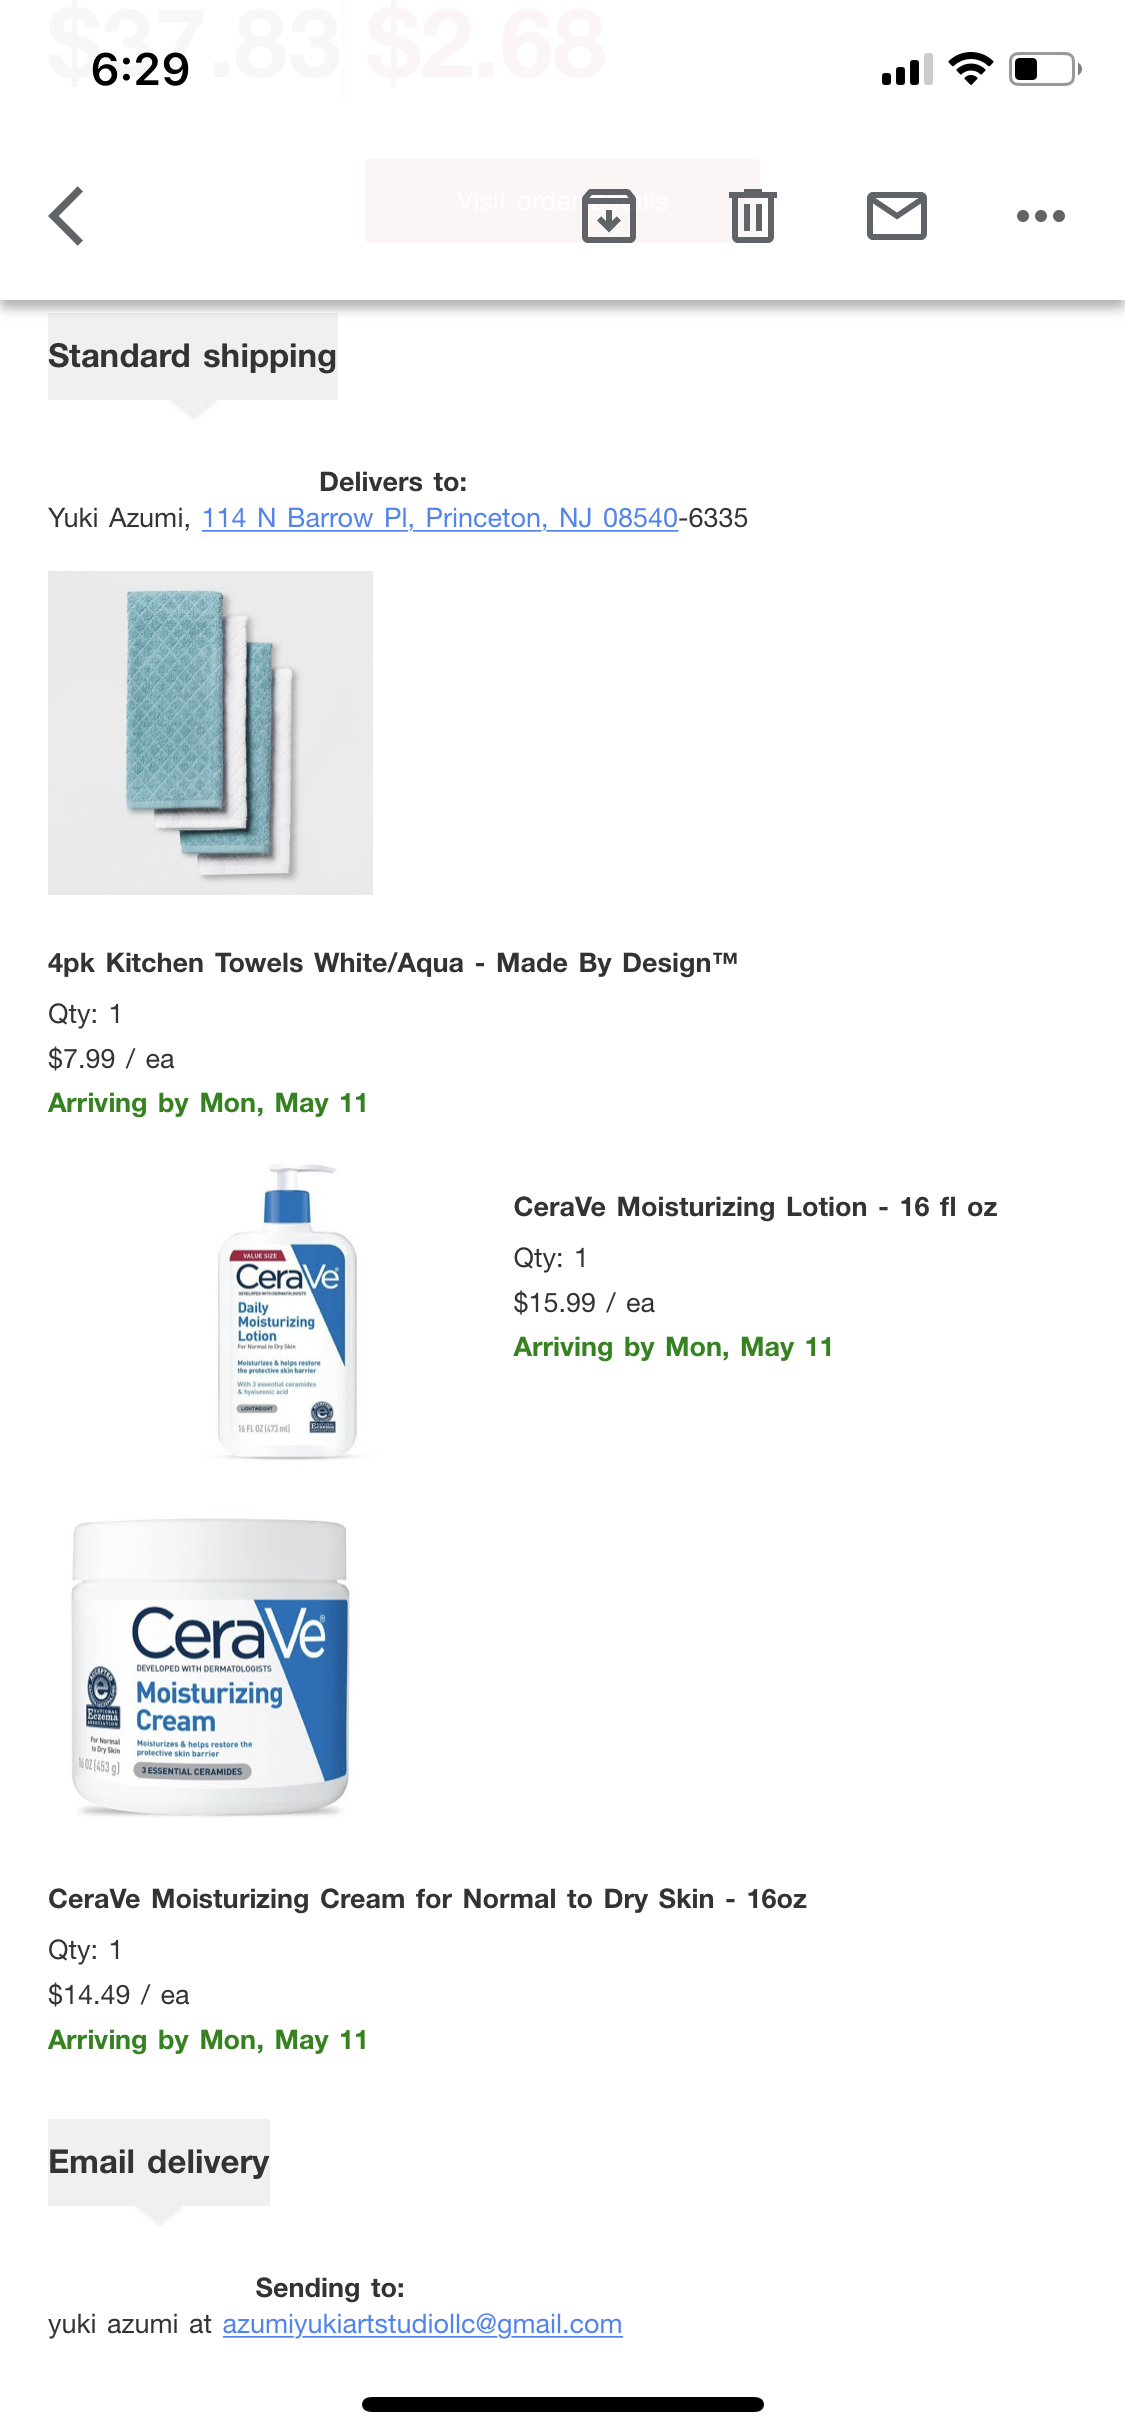 $37.83 $2.68
6:29
Visit order details
Standard shipping
Delivers to:
Yuki Azumi, 114 N Barrow Pl, Princeton, NJ 08540-6335
4pk Kitchen Towels White/Aqua - Made By Design™
Qty: 1
$7.99 / ea
Arriving by Mon, May 11
VALUE SIZE
CeraVe
DEVELOPED WITH DERMATOLOGISTS
Daily
Moisturizing
Lotion
For Normal to Dry Skin
Moisturizes & helps restore
the protective skin barrier
With 3 essential ceramides
& hyaluronic acid
LIGHTWEIGHT
16 FL OZ (473 ml)
CeraVe Moisturizing Lotion - 16 fl oz
Qty: 1
$15.99 / ea
Arriving by Mon, May 11
CeraVe®
DEVELOPED WITH DERMATOLOGISTS
Moisturizing
Cream
Moisturizes & helps restore the
protective skin barrier
3 ESSENTIAL CERAMIDES
ACCEPTED
e
NATIONAL
Eczema
ASSOCIATION
For Normal
to Dry Skin
16 OZ (453 g)
CeraVe Moisturizing Cream for Normal to Dry Skin - 16oz
Qty: 1
$14.49 / ea
Arriving by Mon, May 11
Email delivery
Sending to:
yuki azumi at azumiyukiartstudiollc@gmail.com